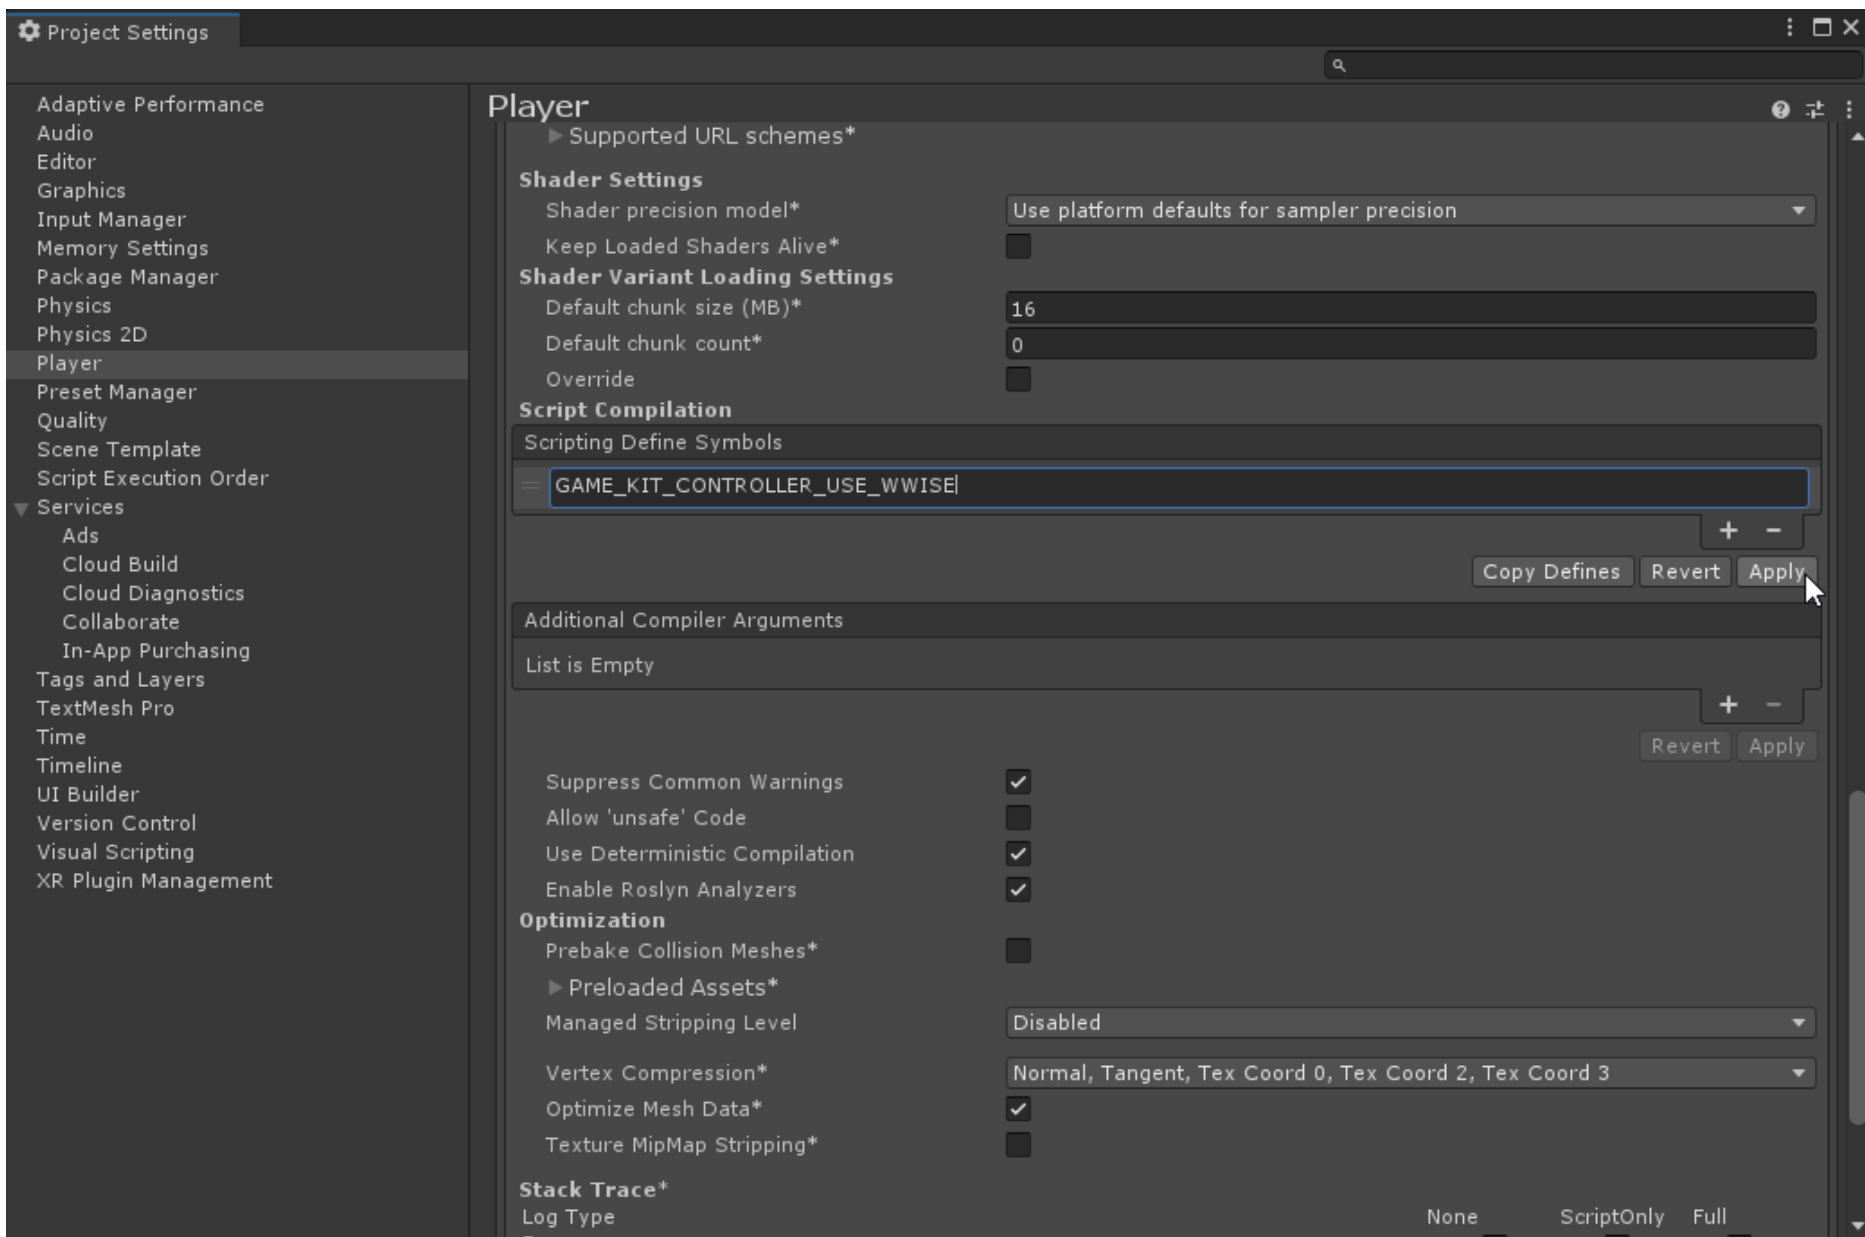 Project Settings
Adaptive Performance
Audio
Editor
Graphics
Input Manager
Memory Settings
Package Manager
Physics
Physics 2D
Player
Preset Manager
Quality
Scene Template
Script Execution Order
Services
Ads
Cloud Build
Cloud Diagnostics
Collaborate
In-App Purchasing
Tags and Layers
TextMesh Pro
Time
Timeline
UI Builder
Version Control
Visual Scripting
XR Plugin Management
Player
Supported URL schemes*
Shader Settings
Shader precision model* Use platform defaults for sampler precision
Keep Loaded Shaders Alive*
Shader Variant Loading Settings
Default chunk size (MB)* 16
Default chunk count* 0
Override
Script Compilation
Scripting Define Symbols
GAME_KIT_CONTROLLER_USE_WWISE
+ −
Copy Defines Revert Apply
Additional Compiler Arguments
List is Empty
+ −
Revert Apply
Suppress Common Warnings
Allow 'unsafe' Code
Use Deterministic Compilation
Enable Roslyn Analyzers
Optimization
Prebake Collision Meshes*
Preloaded Assets*
Managed Stripping Level Disabled
Vertex Compression* Normal, Tangent, Tex Coord 0, Tex Coord 2, Tex Coord 3
Optimize Mesh Data*
Texture MipMap Stripping*
Stack Trace*
Log Type None ScriptOnly Full